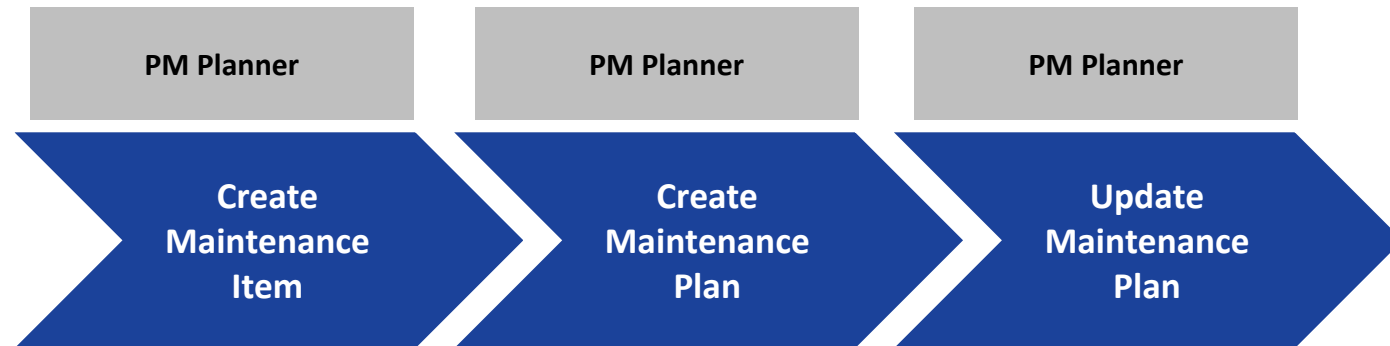 PM Planner
PM Planner
PM Planner
Create
Maintenance
Item
Create
Maintenance
Plan
Update
Maintenance
Plan